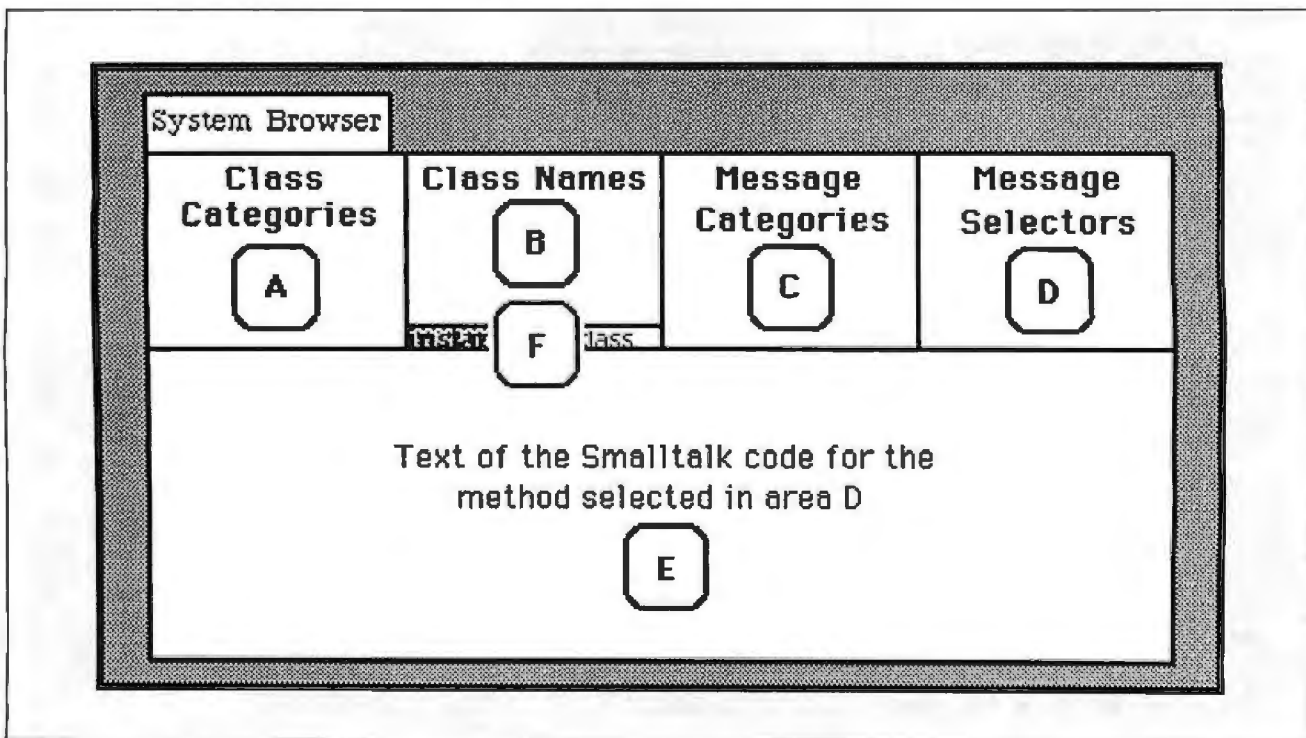 System Browser
Class
Categories
A
Class Names
B
F
class
Message
Categories
C
Message
Selectors
D
Text of the Smalltalk code for the
method selected in area D
E